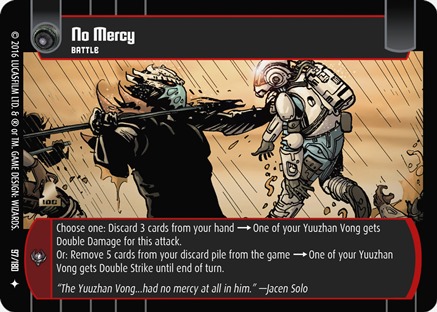 No Mercy
BATTLE
© 2016 LUCASFILM LTD. & ® or TM. GAME DESIGN: WIZARDS.
97/180
Choose one: Discard 3 cards from your hand ⟶ One of your Yuuzhan Vong gets
Double Damage for this attack.
Or: Remove 5 cards from your discard pile from the game ⟶ One of your Yuuzhan
Vong gets Double Strike until end of turn.
"The Yuuzhan Vong...had no mercy at all in him." —Jacen Solo